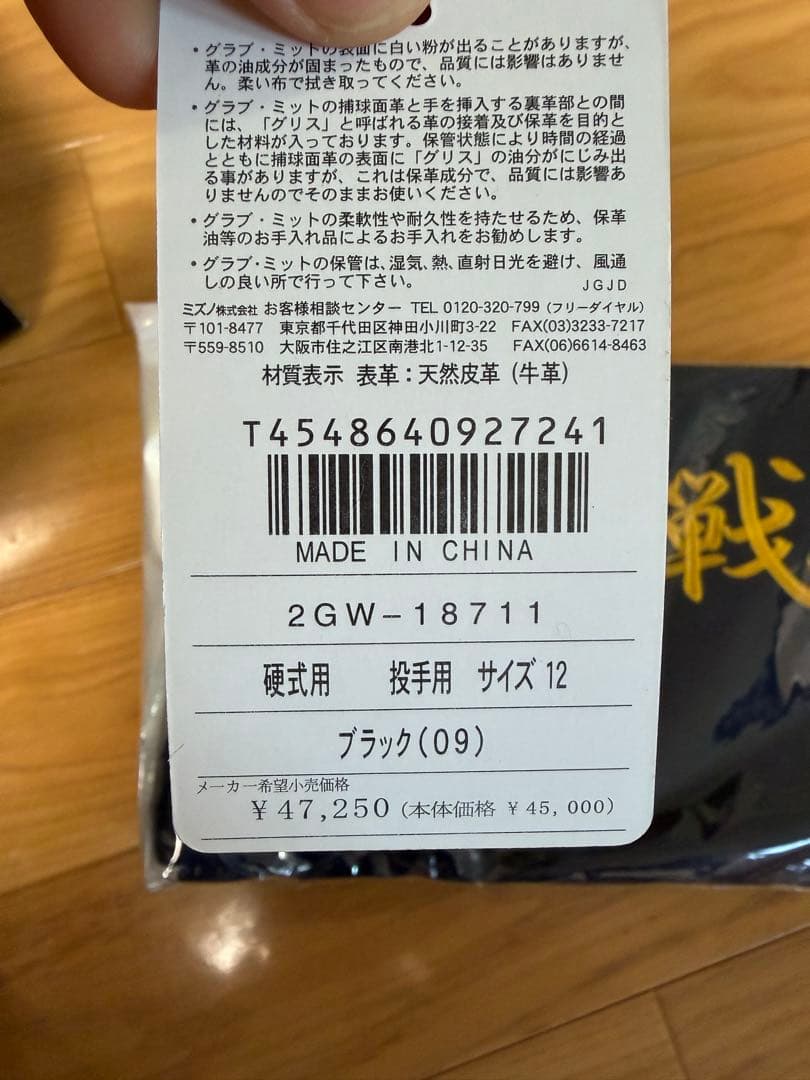 ・グラブ・ミットの表面に白い粉が出ることがありますが、
革の油成分が固まったもので、品質には影響はありませ
ん。柔い布で拭き取ってください。
・グラブ・ミットの捕球面革と手を挿入する裏革部との間
には、「グリス」と呼ばれる革の接着及び保革を目的と
した材料が入っております。保管状態により時間の経過
とともに捕球面革の表面に「グリス」の油分がにじみ出
る事がありますが、これは保革成分で、品質には影響あ
りませんのでそのままお使いください。
・グラブ・ミットの柔軟性や耐久性を持たせるため、保革
油等のお手入れ品によるお手入れをお勧めします。
・グラブ・ミットの保管は、湿気、熱、直射日光を避け、風通
しの良い所で行って下さい。
JGJD
ミズノ株式会社 お客様相談センター TEL 0120-320-799 (フリーダイヤル)
〒101-8477 東京都千代田区神田小川町3-22 FAX(03)3233-7217
〒559-8510 大阪市住之江区南港北1-12-35 FAX(06)6614-8463
材質表示 表革：天然皮革 (牛革)
T4548640927241
MADE IN CHINA
2GW-18711
硬式用 投手用 サイズ 12
ブラック(09)
メーカー希望小売価格
¥ 47,250 (本体価格 ¥ 45,000)
戦